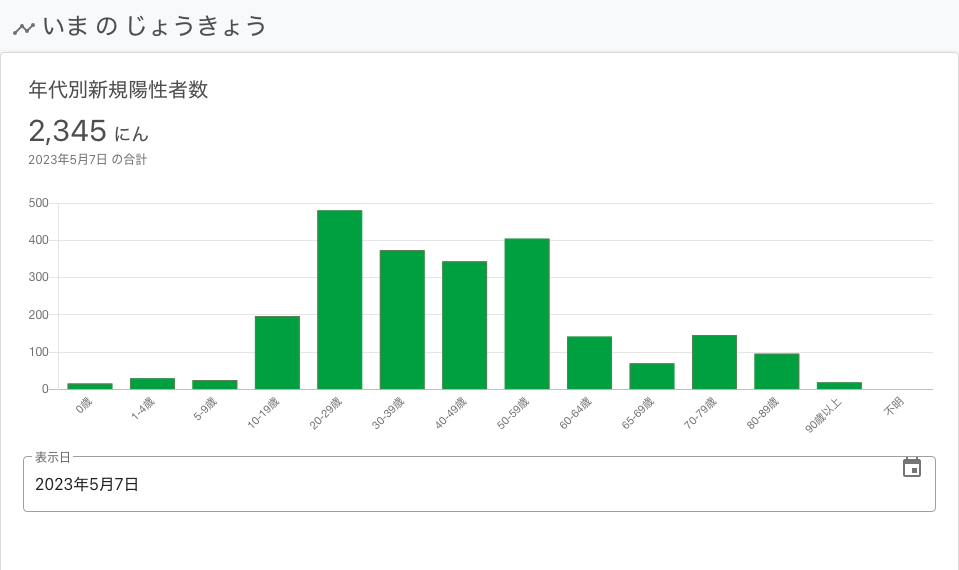 いま の じょうきょう
年代別新規陽性者数
2,345 にん
2023年5月7日 の合計
500
400
300
200
100
0
0歳
1-4歳
5-9歳
10-19歳
20-29歳
30-39歳
40-49歳
50-59歳
60-64歳
65-69歳
70-79歳
80-89歳
90歳以上
不明
表示日
2023年5月7日